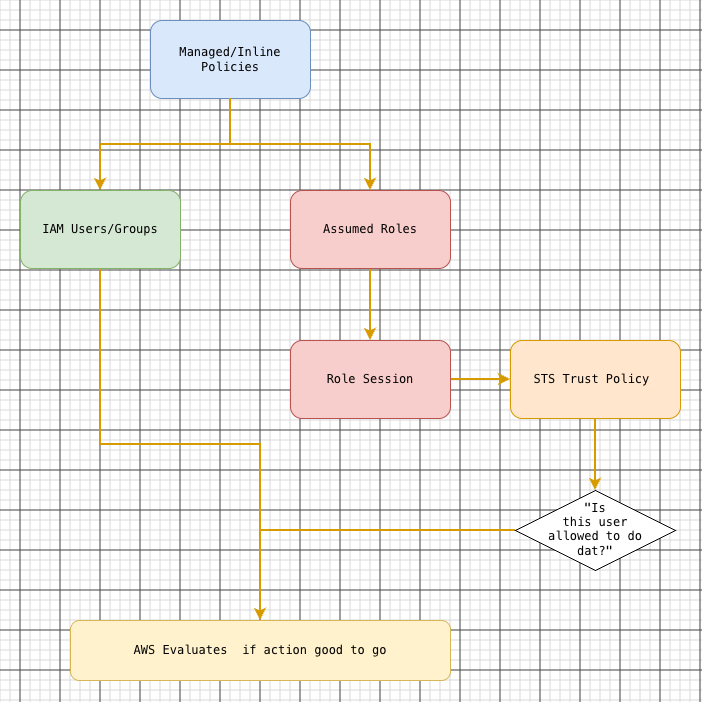 Managed/Inline
Policies
IAM Users/Groups
Assumed Roles
Role Session
STS Trust Policy
"Is
this user
allowed to do
dat?"
AWS Evaluates  if action good to go